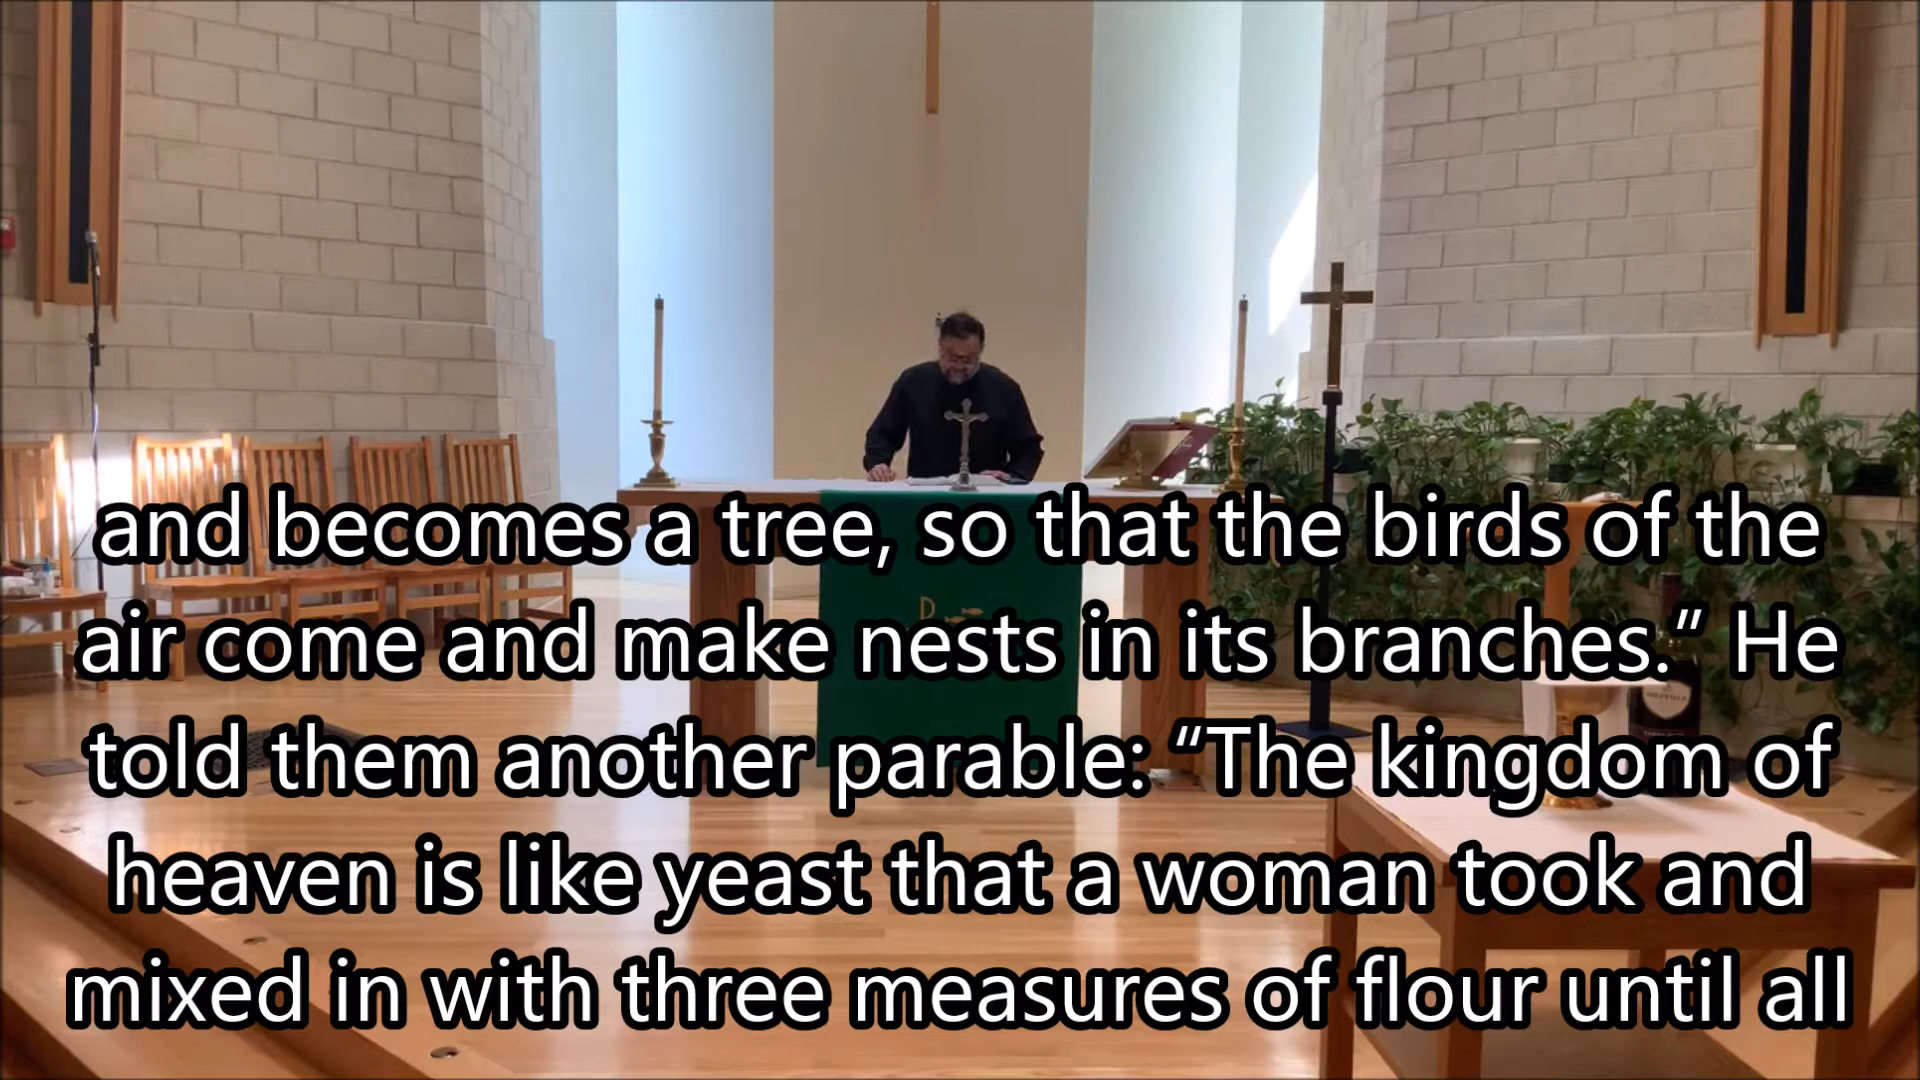 and becomes a tree, so that the birds of the
air come and make nests in its branches.” He
told them another parable: “The kingdom of
heaven is like yeast that a woman took and
mixed in with three measures of flour until all